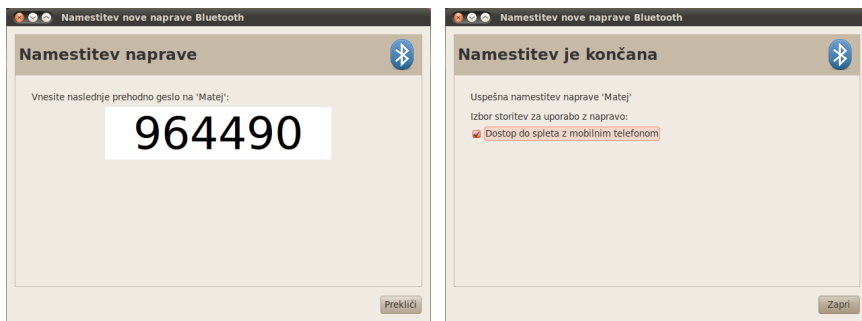 Namestitev nove naprave Bluetooth
Namestitev naprave
Vnesite naslednje prehodno geslo na 'Matej':
964490
Prekliči
Namestitev nove naprave Bluetooth
Namestitev je končana
Uspešna namestitev naprave 'Matej'
Izbor storitev za uporabo z napravo:
Dostop do spleta z mobilnim telefonom
Zapri